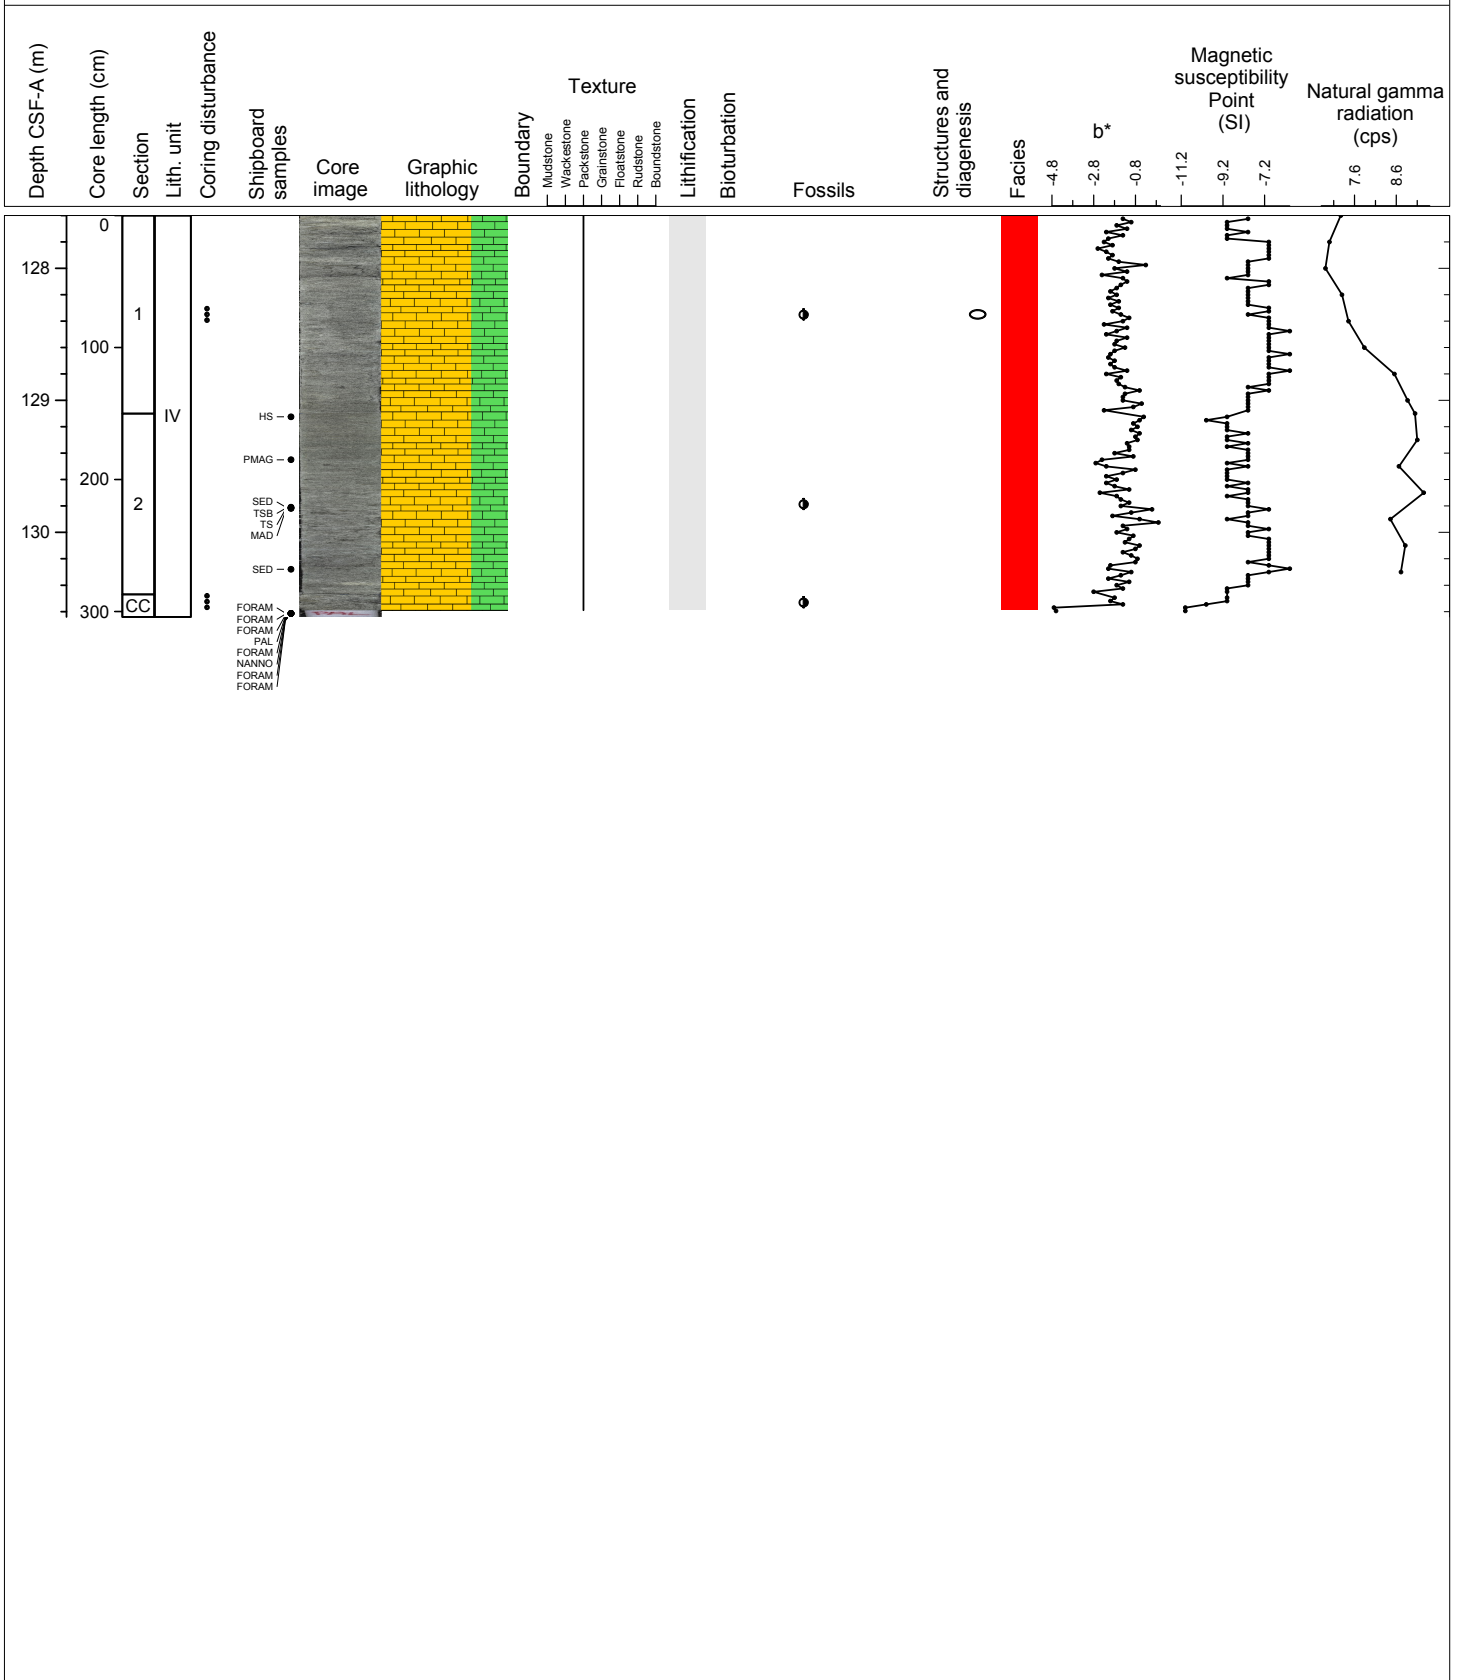 Depth CSF-A (m)
Core length (cm)
Section
Lith. unit
Coring disturbance
Shipboard
samples
Core
image
Graphic
lithology
Boundary
Texture
Mudstone
Wackestone
Packstone
Grainstone
Floatstone
Rudstone
Boundstone
Lithification
Bioturbation
Fossils
Structures and
diagenesis
Facies
b*
-4.8
-2.8
-0.8
Magnetic
susceptibility
Point
(SI)
-11.2
-9.2
-7.2
Natural gamma
radiation
(cps)
7.6
8.6
128
129
130
0
100
200
300
1
2
CC
IV
HS
PMAG
SED
TSB
TS
MAD
SED
FORAM
FORAM
FORAM
PAL
FORAM
NANNO
FORAM
FORAM